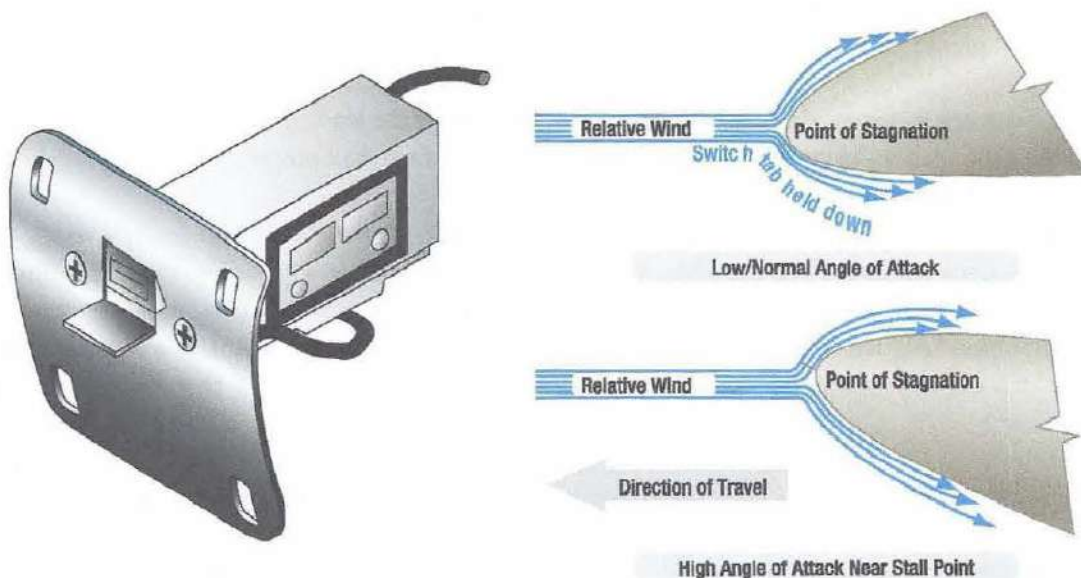 Relative Wind
Point of Stagnation
Switch tab held down
Low/Normal Angle of Attack
Relative Wind
Point of Stagnation
Direction of Travel
High Angle of Attack Near Stall Point